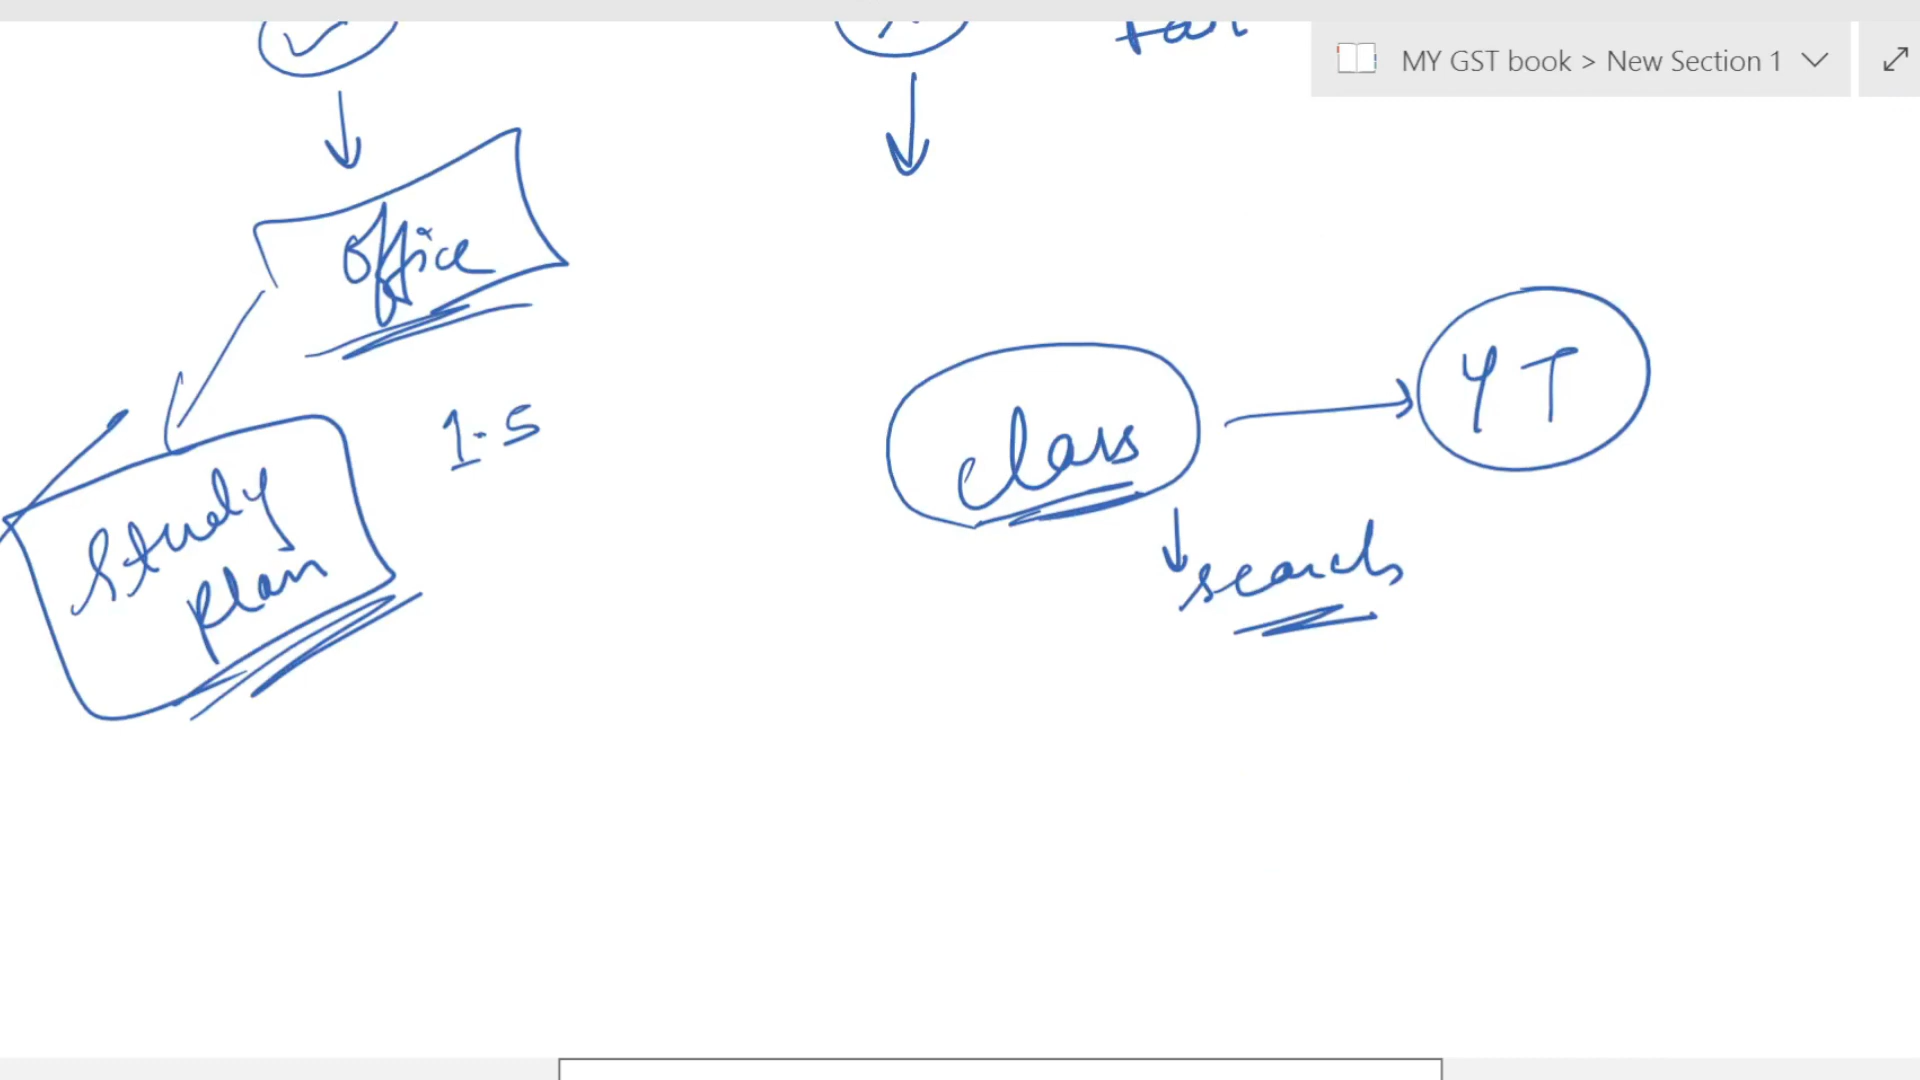 MY GST book > New Section 1
office
1-5
class
YT
study
plan
search